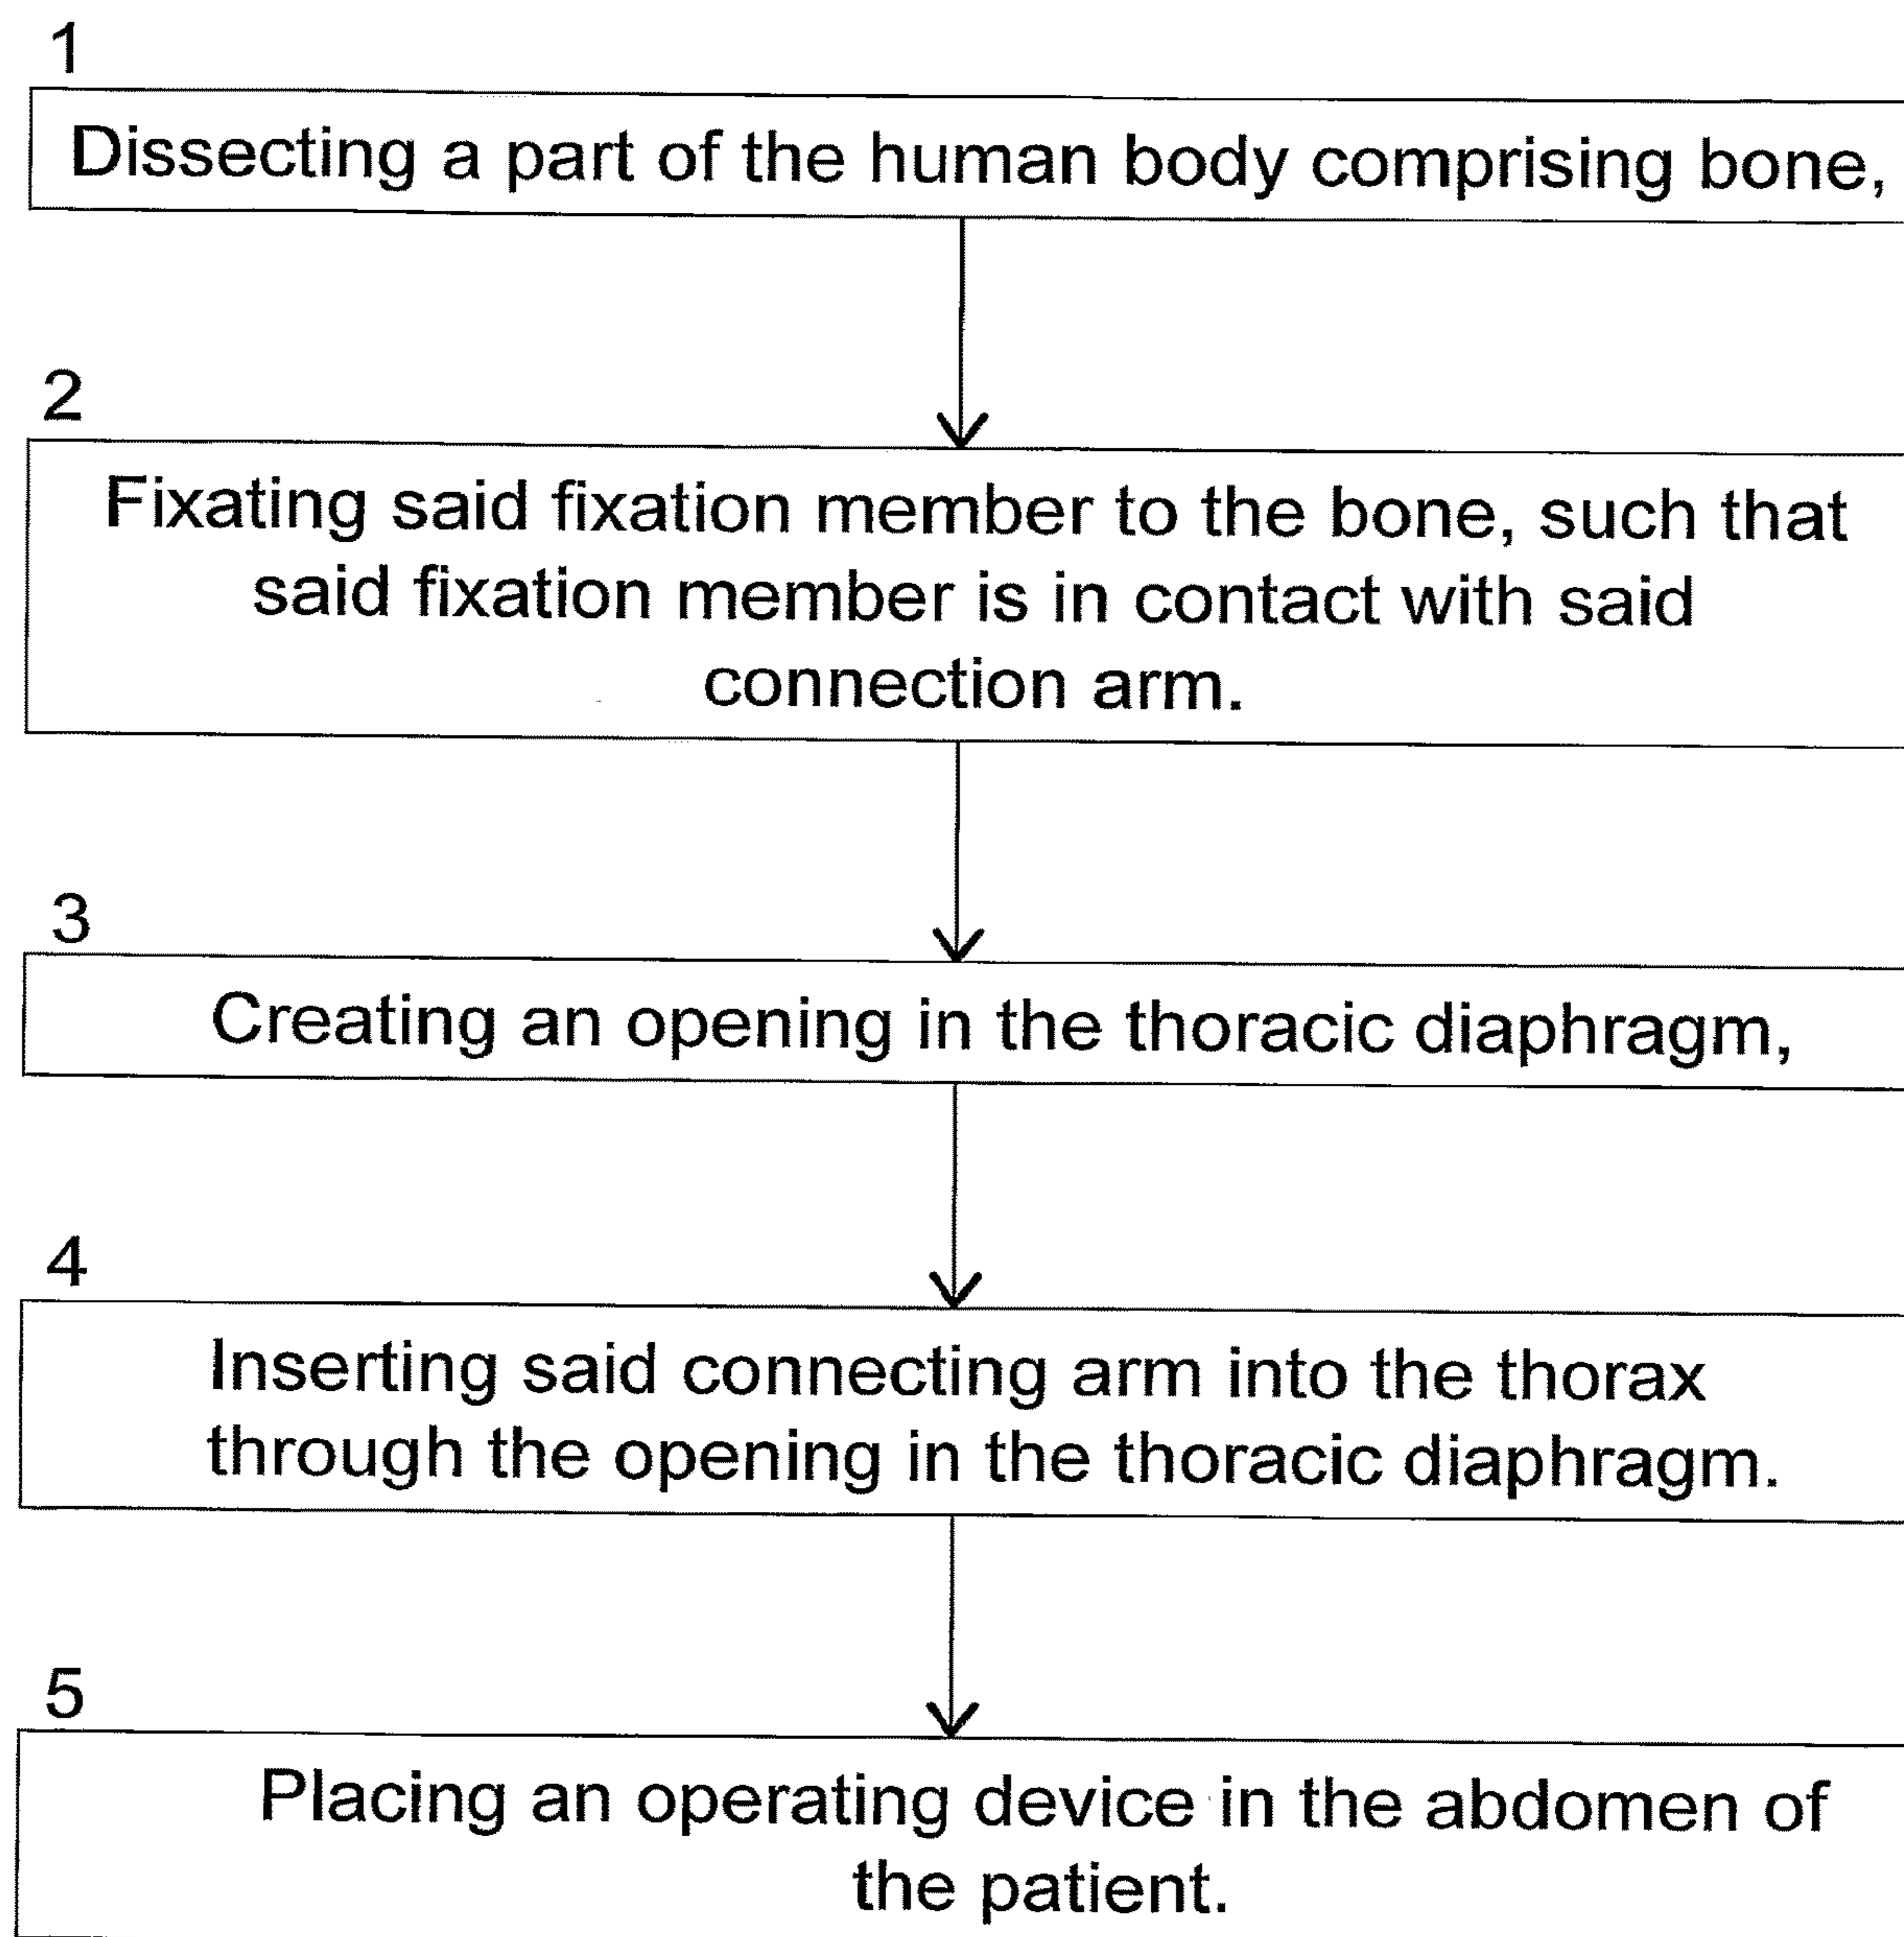 1
Dissecting a part of the human body comprising bone,
2
Fixating said fixation member to the bone, such that
said fixation member is in contact with said
connection arm.
3
Creating an opening in the thoracic diaphragm,
4
Inserting said connecting arm into the thorax
through the opening in the thoracic diaphragm.
5
Placing an operating device in the abdomen of
the patient.